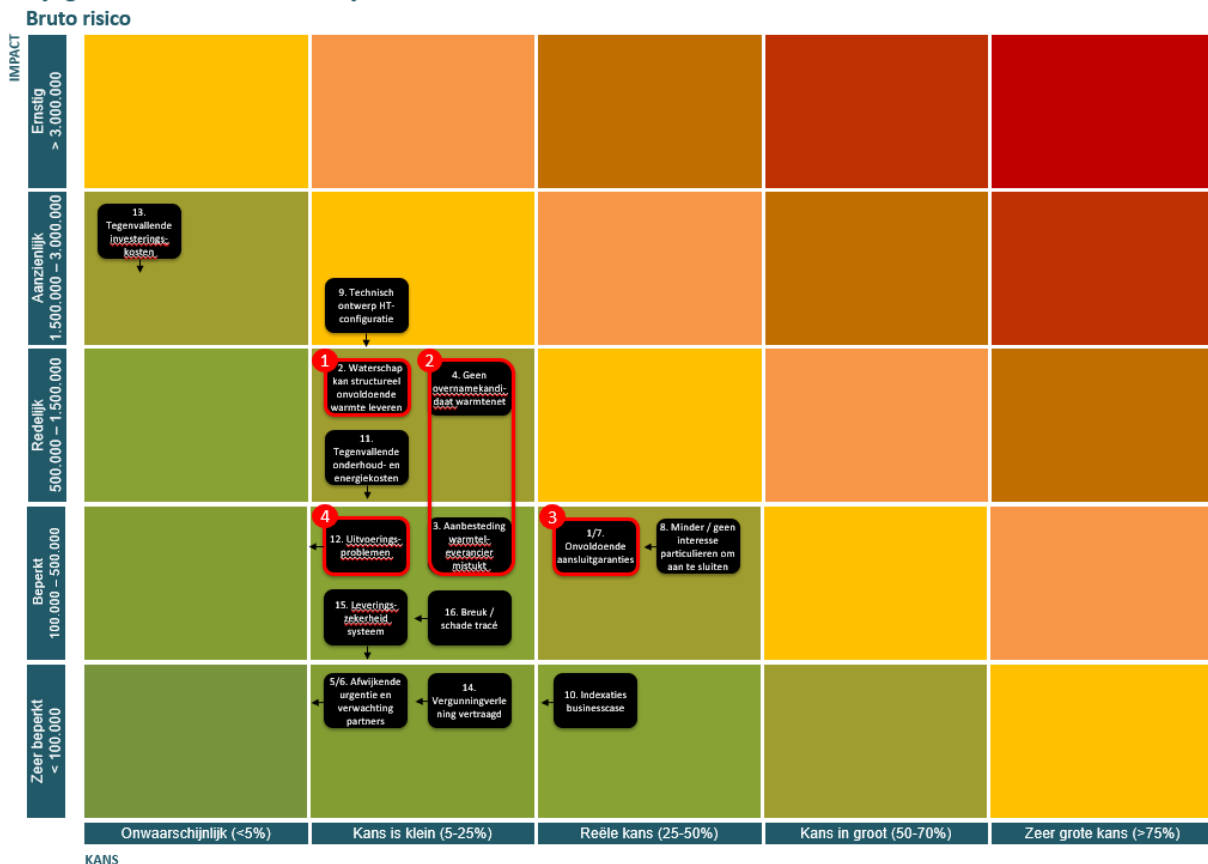 Bruto risico
IMPACT
Ernstig
> 3.000.000
Aanzienlijk
1.500.000 – 3.000.000
13.
Tegenvallende
investerings-
kosten
9. Technisch
ontwerp HT-
configuratie
Redelijk
500.000 – 1.500.000
1
2. Waterschap
kan structureel
onvoldoende
warmte leveren
2
4. Geen
overnamekandi-
daat warmtenet
11.
Tegenvallende
onderhoud- en
energiekosten
Beperkt
100.000 – 500.000
4
12. Uitvoerings-
problemen
3. Aanbesteding
warmtel-
everancier
mistukt
3
1/7.
Onvoldoende
aansluitgaranties
8. Minder / geen
interesse
particulieren om
aan te sluiten
15. Leverings-
zekerheid
systeem
16. Breuk /
schade tracé
Zeer beperkt
< 100.000
5/6. Afwijkende
urgentie en
verwachting
partners
14.
Vergunningverle
ning vertraagd
10. Indexaties
businesscase
Onwaarschijnlijk (<5%)
Kans is klein (5-25%)
Reële kans (25-50%)
Kans in groot (50-70%)
Zeer grote kans (>75%)
KANS